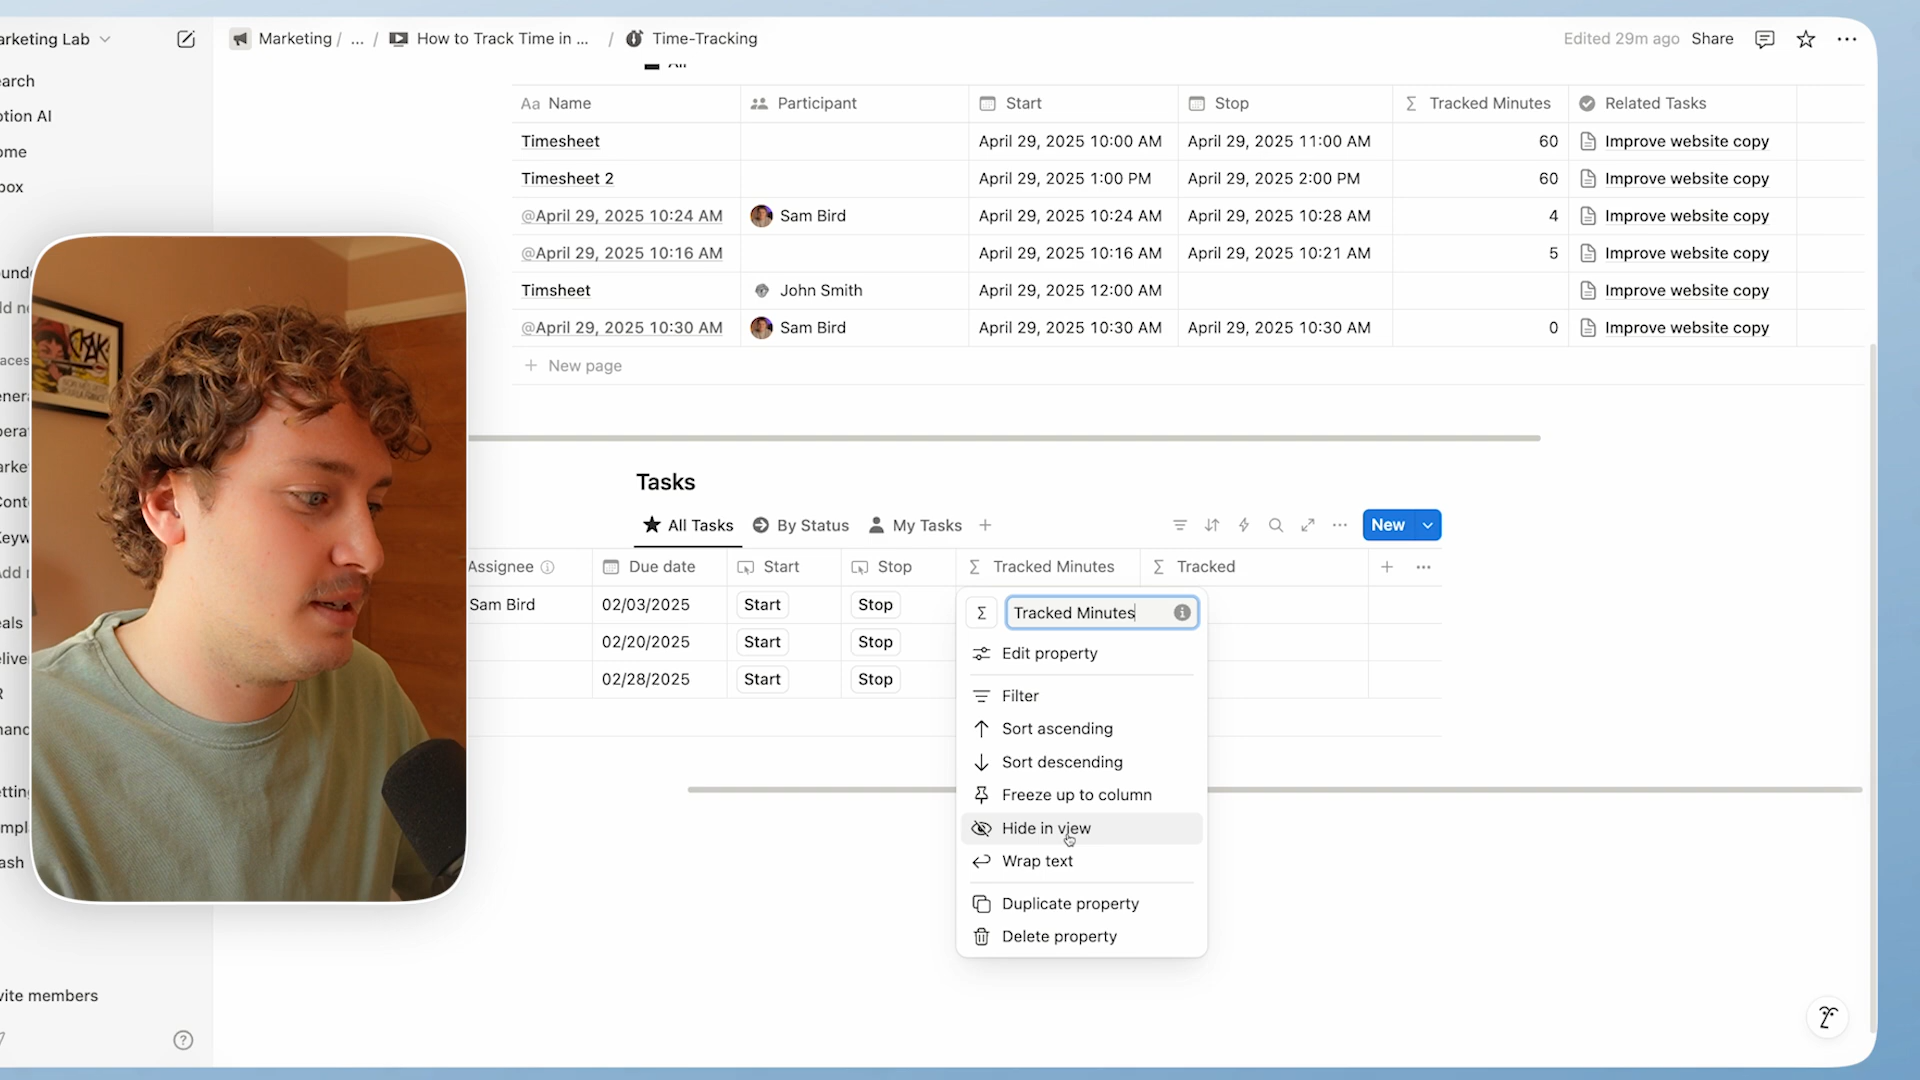 arketing Lab
Marketing / ... / How to Track Time in ... / Time-Tracking
Edited 29m ago Share
earch
otion AI
ome
box
Name Participant Start Stop Tracked Minutes Related Tasks
Timesheet April 29, 2025 10:00 AM April 29, 2025 11:00 AM 60 Improve website copy
Timesheet 2 April 29, 2025 1:00 PM April 29, 2025 2:00 PM 60 Improve website copy
@April 29, 2025 10:24 AM Sam Bird April 29, 2025 10:24 AM April 29, 2025 10:28 AM 4 Improve website copy
@April 29, 2025 10:16 AM April 29, 2025 10:16 AM April 29, 2025 10:21 AM 5 Improve website copy
Timsheet John Smith April 29, 2025 12:00 AM Improve website copy
@April 29, 2025 10:30 AM Sam Bird April 29, 2025 10:30 AM April 29, 2025 10:30 AM 0 Improve website copy
+ New page
Tasks
All Tasks By Status My Tasks +
New
Assignee Due date Start Stop Tracked Minutes Tracked
Sam Bird 02/03/2025 Start Stop
02/20/2025 Start Stop
02/28/2025 Start Stop
Tracked Minutes
Edit property
Filter
Sort ascending
Sort descending
Freeze up to column
Hide in view
Wrap text
Duplicate property
Delete property
vite members